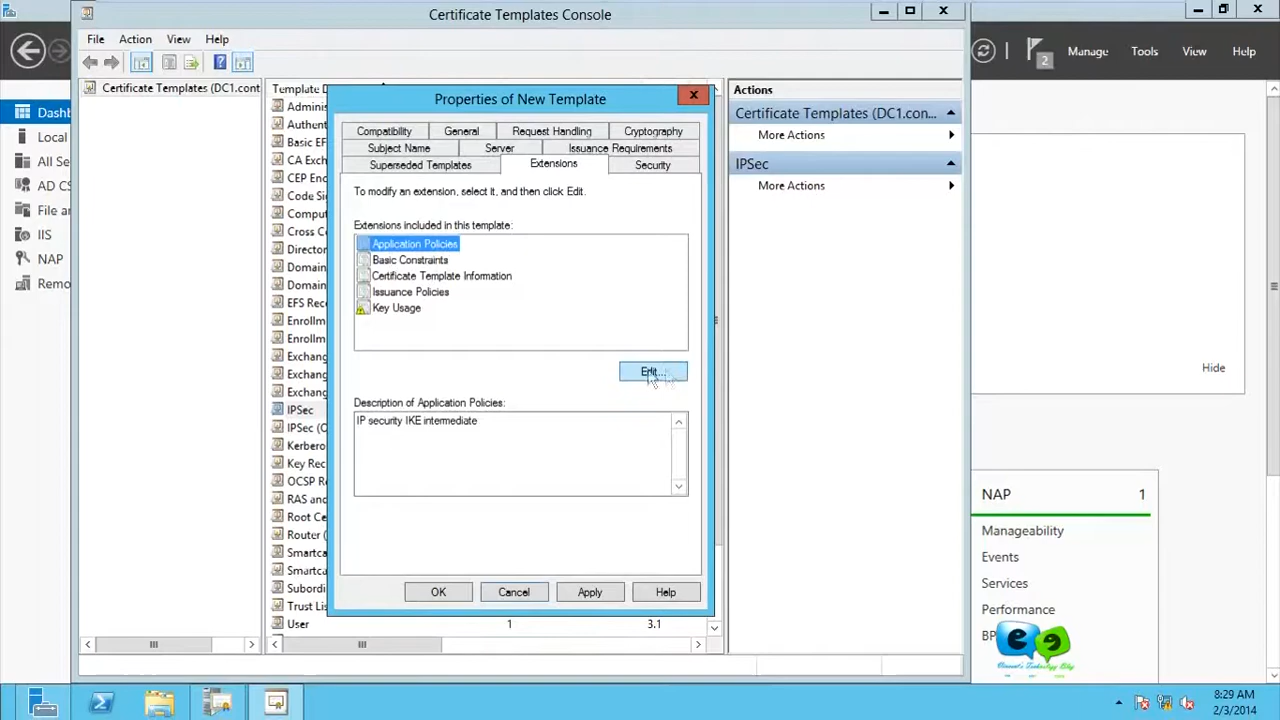 Certificate Templates Console
File Action View Help
Manage Tools View Help
2
Certificate Templates (DC1.cont
Template D
Adminis
Authent
Basic EF
CA Exch
CEP Enc
Code Sig
Comput
Cross Ce
Director
Domain
Domain
EFS Reco
Enrollm
Enrollm
Exchang
Exchang
Exchang
IPSec
IPSec (O
Kerbero
Key Rec
OCSP Re
RAS and
Root Ce
Router (
Smartca
Smartca
Subordi
Trust Lis
User 1 3.1
Dashb
Local
All Se
AD CS
File ar
IIS
NAP
Remo
Properties of New Template
Compatibility General Request Handling Cryptography
Subject Name Server Issuance Requirements
Superseded Templates Extensions Security
To modify an extension, select it, and then click Edit.
Extensions included in this template:
Application Policies
Basic Constraints
Certificate Template Information
Issuance Policies
Key Usage
Edit...
Description of Application Policies:
IP security IKE intermediate
OK Cancel Apply Help
Actions
Certificate Templates (DC1.con...
More Actions
IPSec
More Actions
Hide
NAP 1
Manageability
Events
Services
Performance
BP
8:29 AM
2/3/2014